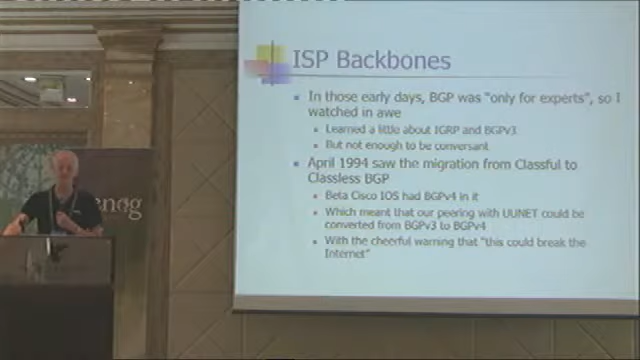 ISP Backbones
In those early days, BGP was "only for experts", so I
watched in awe
Learned a little about IGRP and BGPv3
But not enough to be conversant
April 1994 saw the migration from Classful to
Classless BGP
Beta Cisco IOS had BGPv4 in it
Which meant that our peering with UUNET could be
converted from BGPv3 to BGPv4
With the cheerful warning that "this could break the
Internet"